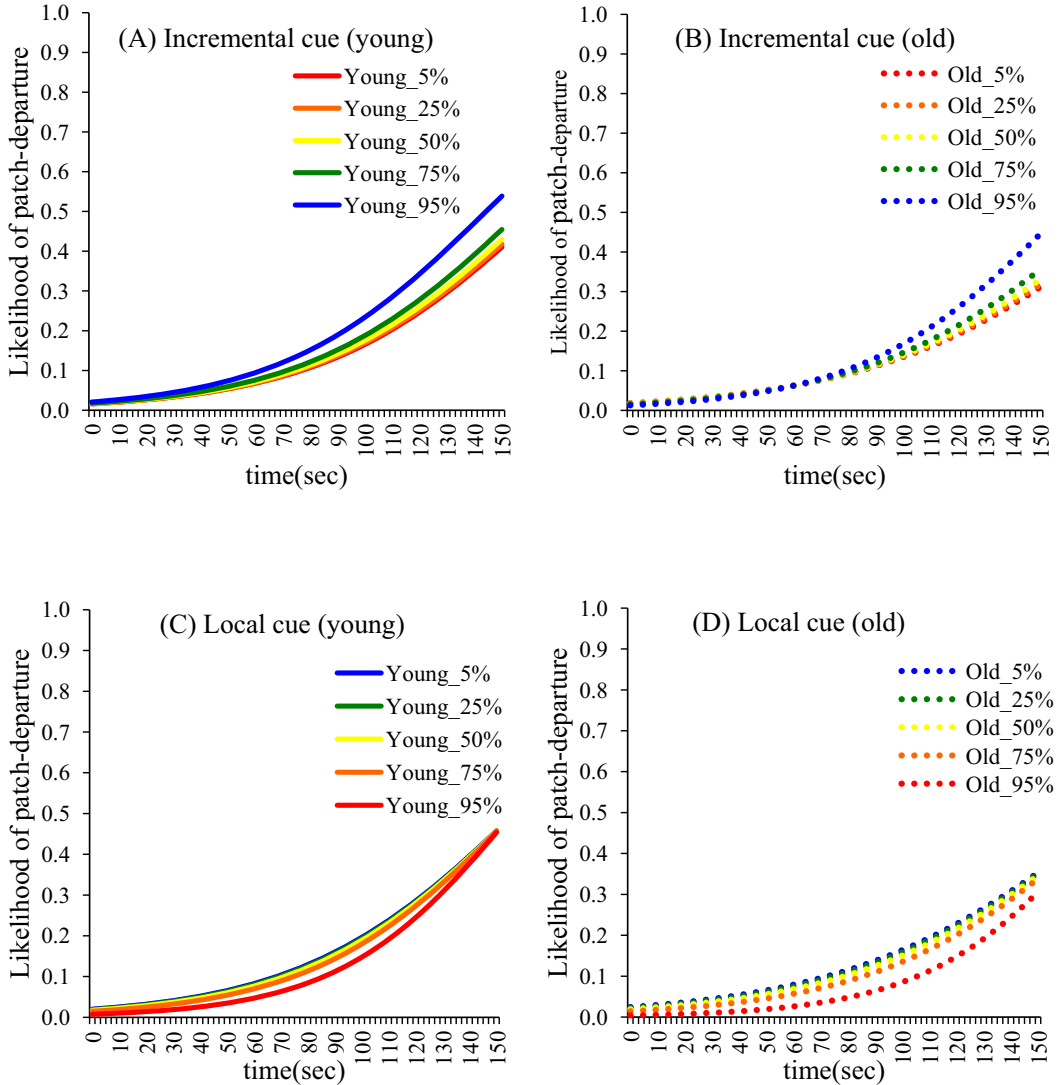 (A) Incremental cue (young)
Likelihood of patch-departure
1.0
0.9
0.8
0.7
0.6
0.5
0.4
0.3
0.2
0.1
0.0
Young_5%
Young_25%
Young_50%
Young_75%
Young_95%
0 10 20 30 40 50 60 70 80 90 100 110 120 130 140 150
time(sec)
(B) Incremental cue (old)
Likelihood of patch-departure
1.0
0.9
0.8
0.7
0.6
0.5
0.4
0.3
0.2
0.1
0.0
Old_5%
Old_25%
Old_50%
Old_75%
Old_95%
0 10 20 30 40 50 60 70 80 90 100 110 120 130 140 150
time(sec)
(C) Local cue (young)
Likelihood of patch-departure
1.0
0.9
0.8
0.7
0.6
0.5
0.4
0.3
0.2
0.1
0.0
Young_5%
Young_25%
Young_50%
Young_75%
Young_95%
0 10 20 30 40 50 60 70 80 90 100 110 120 130 140 150
time(sec)
(D) Local cue (old)
Likelihood of patch-departure
1.0
0.9
0.8
0.7
0.6
0.5
0.4
0.3
0.2
0.1
0.0
Old_5%
Old_25%
Old_50%
Old_75%
Old_95%
0 10 20 30 40 50 60 70 80 90 100 110 120 130 140 150
time(sec)